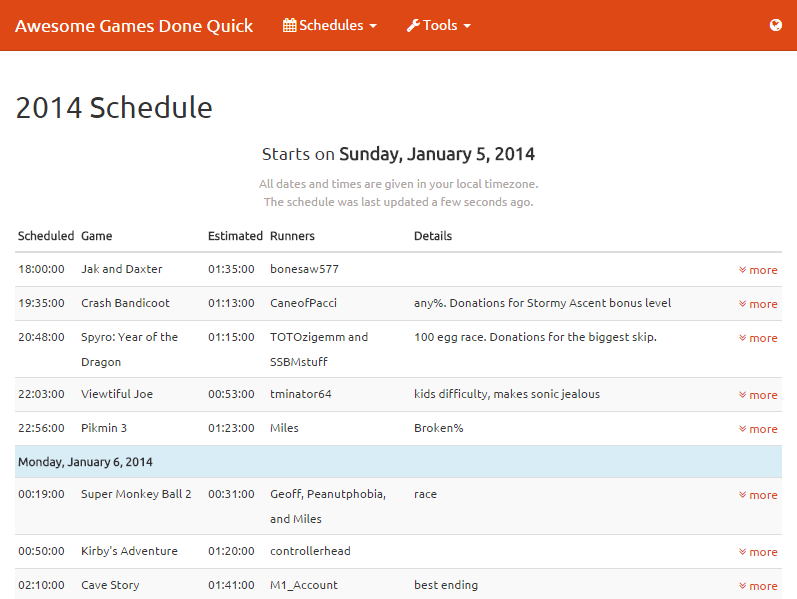 Awesome Games Done Quick Schedules Tools
2014 Schedule
Starts on Sunday, January 5, 2014
All dates and times are given in your local timezone.
The schedule was last updated a few seconds ago.
Scheduled Game Estimated Runners Details
18:00:00 Jak and Daxter 01:35:00 bonesaw577 more
19:35:00 Crash Bandicoot 01:13:00 CaneofPacci any%. Donations for Stormy Ascent bonus level more
20:48:00 Spyro: Year of the 01:15:00 TOTOzigemm and 100 egg race. Donations for the biggest skip. more
Dragon SSBMstuff
22:03:00 Viewtiful Joe 00:53:00 tminator64 kids difficulty, makes sonic jealous more
22:56:00 Pikmin 3 01:23:00 Miles Broken% more
Monday, January 6, 2014
00:19:00 Super Monkey Ball 2 00:31:00 Geoff, Peanutphobia, race more
and Miles
00:50:00 Kirby's Adventure 01:20:00 controllerhead more
02:10:00 Cave Story 01:41:00 M1_Account best ending more